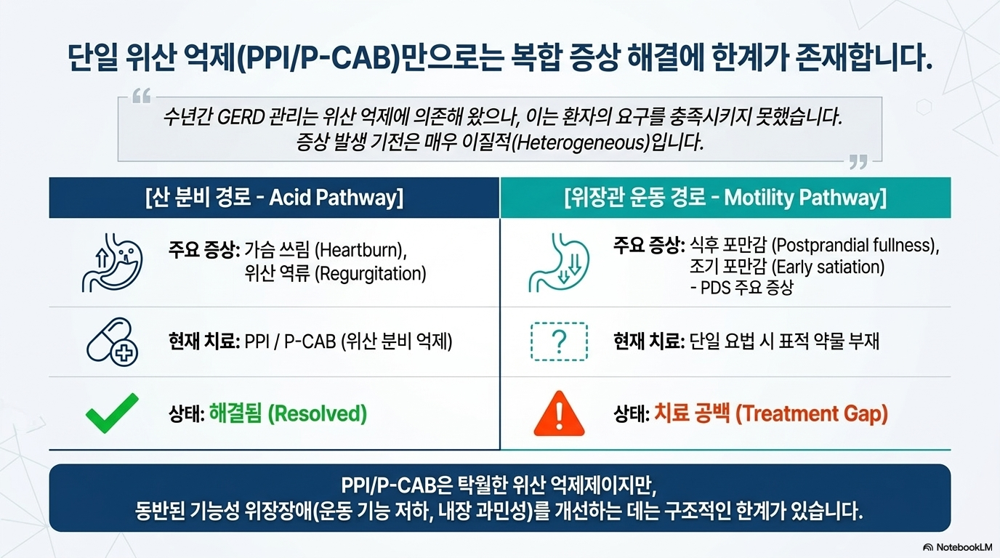 단일 위산 억제(PPI/P-CAB)만으로는 복합 증상 해결에 한계가 존재합니다.
“
수년간 GERD 관리는 위산 억제에 의존해 왔으나, 이는 환자의 요구를 충족시키지 못했습니다.
증상 발생 기전은 매우 이질적(Heterogeneous)입니다.
”
[산 분비 경로 - Acid Pathway]
주요 증상: 가슴 쓰림 (Heartburn),
위산 역류 (Regurgitation)
현재 치료: PPI / P-CAB (위산 분비 억제)
상태: 해결됨 (Resolved)
[위장관 운동 경로 - Motility Pathway]
주요 증상: 식후 포만감 (Postprandial fullness),
조기 포만감 (Early satiation)
- PDS 주요 증상
?
현재 치료: 단일 요법 시 표적 약물 부재
!
상태: 치료 공백 (Treatment Gap)
PPI/P-CAB은 탁월한 위산 억제제이지만,
동반된 기능성 위장장애(운동 기능 저하, 내장 과민성)를 개선하는 데는 구조적인 한계가 있습니다.
NotebookLM